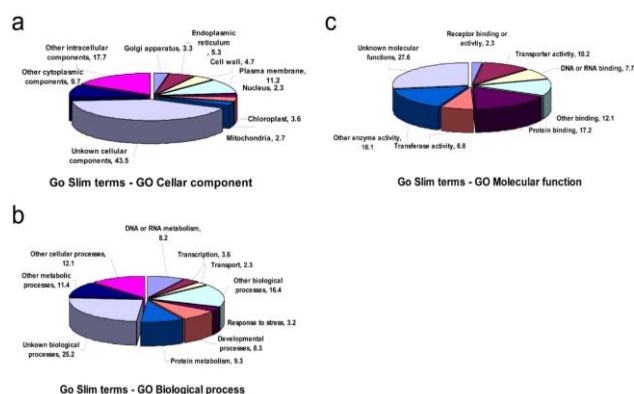 a
Other intracellular
components, 17.7
Golgi apparatus, 3.3
Endoplasmic
reticulum
5.3
Cell wall, 4.7
Plasma membrane,
11.2
Nucleus, 2.3
Chloroplast, 3.6
Mitochondria, 2.7
Unkown cellular
components, 43.5
Other cytoplasmic
components, 9.7
Go Slim terms - GO Cellar component
b
DNA or RNA metabolism,
8.2
Transcription, 3.6
Transport, 2.3
Other biological
processes, 16.4
Response to stress, 3.2
Developmental
processes, 8.3
Protein metabolism, 9.3
Unkown biological
processes, 25.2
Other metabolic
processes, 11.4
Other cellular processes,
12.1
Go Slim terms - GO Biological process
c
Receptor binding or
activtiy, 2.3
Transporter activtiy, 10.2
DNA or RNA binding, 7.7
Other binding, 12.1
Protein binding, 17.2
Transferase activity, 6.8
Other enzyme activity,
16.1
Unknown molecular
functions, 27.6
Go Slim terms - GO Molecular function